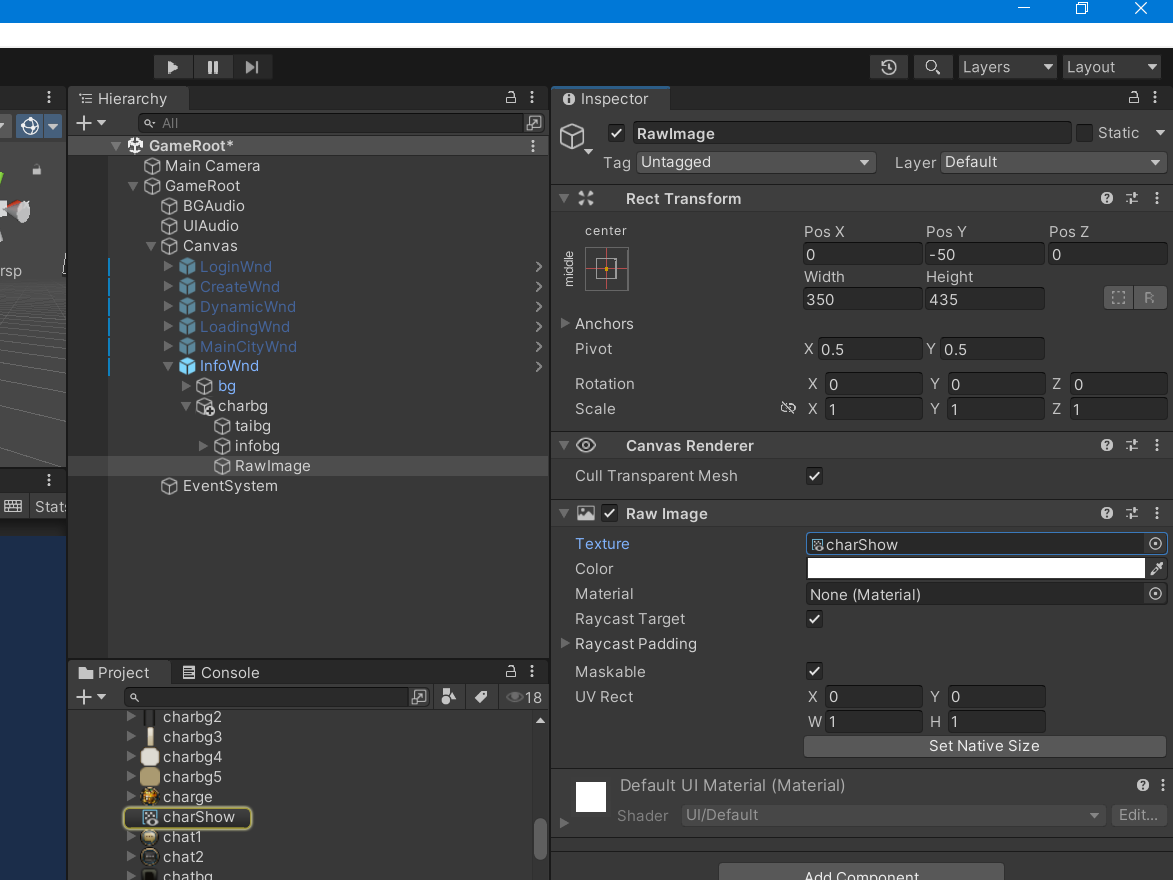 Layers
Layout
Hierarchy
All
GameRoot*
Main Camera
GameRoot
BGAudio
UIAudio
Canvas
LoginWnd
CreateWnd
DynamicWnd
LoadingWnd
MainCityWnd
InfoWnd
bg
charbg
taibg
infobg
RawImage
EventSystem
rsp
Stats
Project
Console
18
charbg2
charbg3
charbg4
charbg5
charge
charShow
chat1
chat2
chatbg
Inspector
RawImage
Static
Tag Untagged
Layer Default
Rect Transform
center
middle
Pos X Pos Y Pos Z
0 -50 0
Width Height
350 435
R
Anchors
Pivot X 0.5 Y 0.5
Rotation X 0 Y 0 Z 0
Scale X 1 Y 1 Z 1
Canvas Renderer
Cull Transparent Mesh
Raw Image
Texture charShow
Color
Material None (Material)
Raycast Target
Raycast Padding
Maskable
UV Rect X 0 Y 0
W 1 H 1
Set Native Size
Default UI Material (Material)
Shader UI/Default Edit...
Add Component